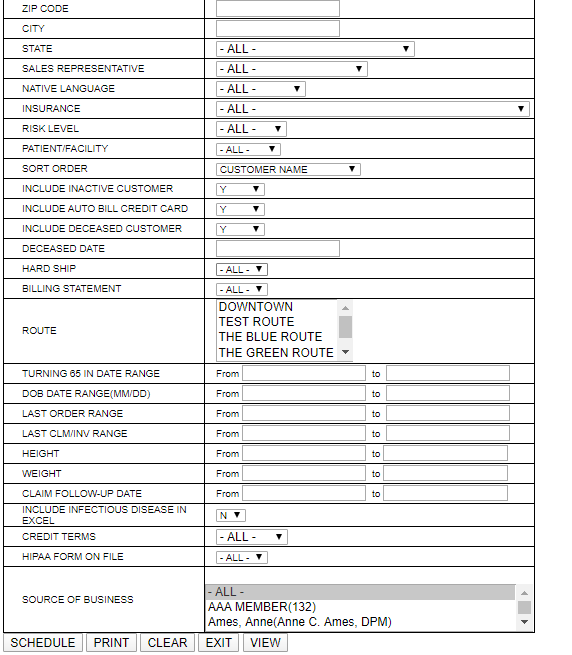 ZIP CODE
CITY
STATE - ALL -
SALES REPRESENTATIVE - ALL -
NATIVE LANGUAGE - ALL -
INSURANCE - ALL -
RISK LEVEL - ALL -
PATIENT/FACILITY - ALL -
SORT ORDER CUSTOMER NAME
INCLUDE INACTIVE CUSTOMER Y
INCLUDE AUTO BILL CREDIT CARD Y
INCLUDE DECEASED CUSTOMER Y
DECEASED DATE
HARD SHIP - ALL -
BILLING STATEMENT - ALL -
ROUTE
DOWNTOWN
TEST ROUTE
THE BLUE ROUTE
THE GREEN ROUTE
TURNING 65 IN DATE RANGE From to
DOB DATE RANGE(MM/DD) From to
LAST ORDER RANGE From to
LAST CLM/INV RANGE From to
HEIGHT From to
WEIGHT From to
CLAIM FOLLOW-UP DATE From to
INCLUDE INFECTIOUS DISEASE IN
EXCEL N
CREDIT TERMS - ALL -
HIPAA FORM ON FILE - ALL -
SOURCE OF BUSINESS
- ALL -
AAA MEMBER(132)
Ames, Anne(Anne C. Ames, DPM)
SCHEDULE PRINT CLEAR EXIT VIEW